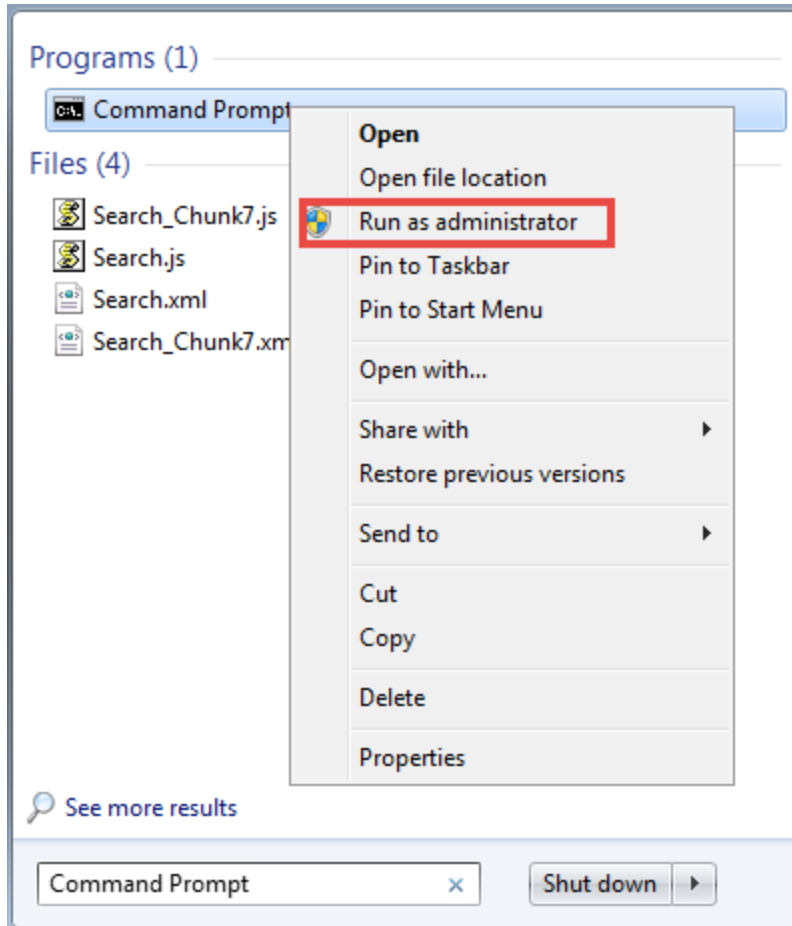 Programs (1)
Command Prompt
Files (4)
Search_Chunk7.js
Search.js
Search.xml
Search_Chunk7.xm
Open
Open file location
Run as administrator
Pin to Taskbar
Pin to Start Menu
Open with...
Share with
Restore previous versions
Send to
Cut
Copy
Delete
Properties
See more results
Command Prompt
Shut down